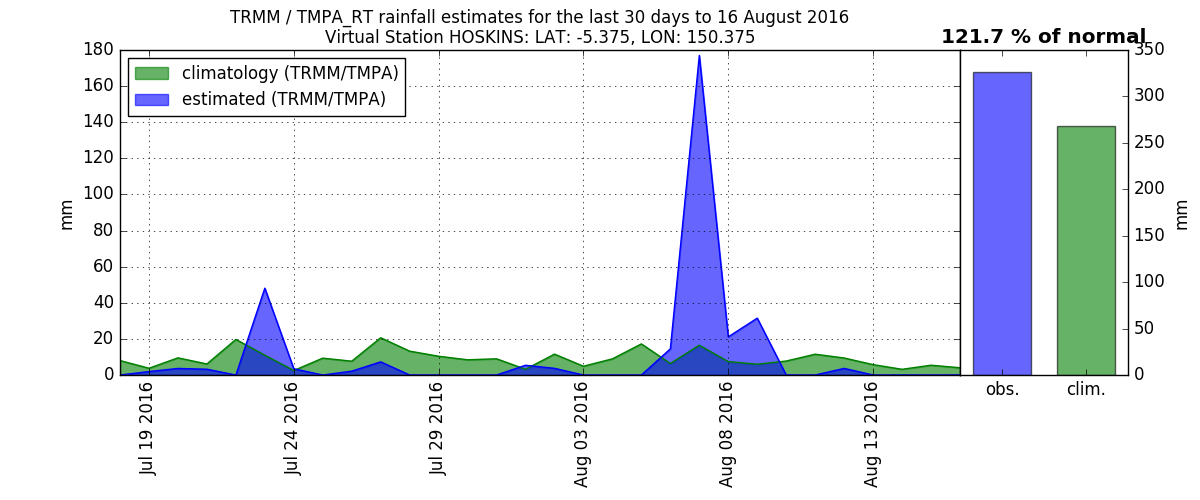 TRMM / TMPA_RT rainfall estimates for the last 30 days to 16 August 2016
Virtual Station HOSKINS: LAT: -5.375, LON: 150.375
121.7 % of normal
climatology (TRMM/TMPA)
estimated (TRMM/TMPA)
180
160
140
120
100
80
60
40
20
0
mm
Jul 19 2016
Jul 24 2016
Jul 29 2016
Aug 03 2016
Aug 08 2016
Aug 13 2016
350
300
250
200
150
100
50
0
mm
obs.
clim.